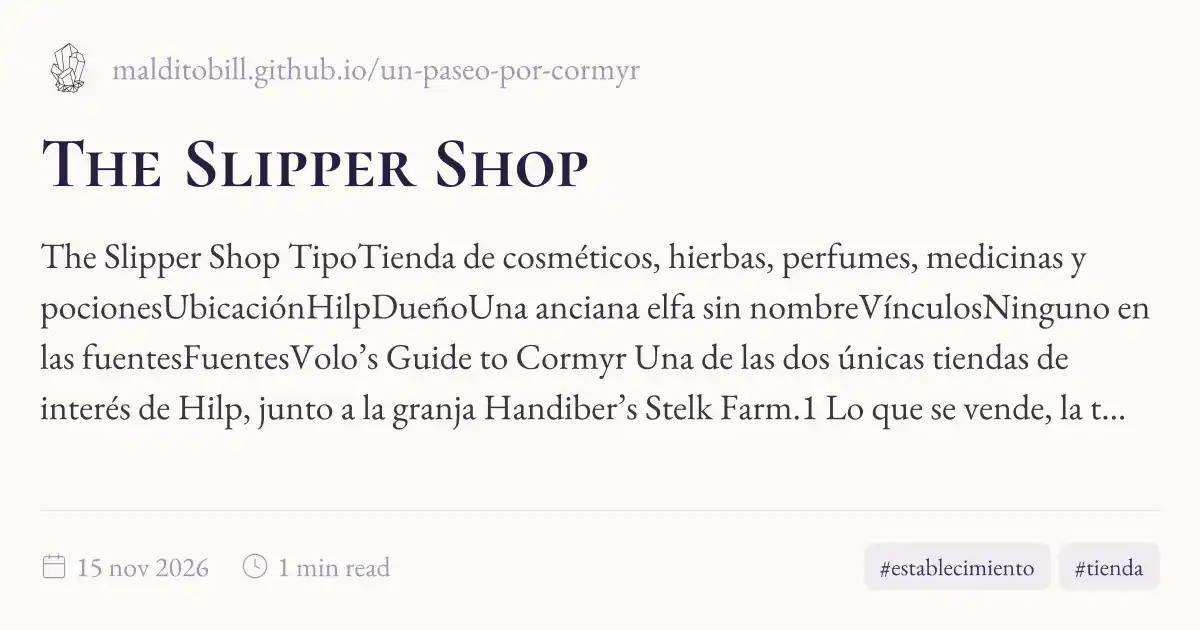 malditobill.github.io/un-paseo-por-cormyr
The Slipper Shop
The Slipper Shop TipoTienda de cosméticos, hierbas, perfumes, medicinas y
pocionesUbicaciónHilpDueñoUna anciana elfa sin nombreVínculosNinguno en
las fuentesFuentesVolo’s Guide to Cormyr Una de las dos únicas tiendas de
interés de Hilp, junto a la granja Handiber’s Stelk Farm.1 Lo que se vende, la t...
15 nov 2026 1 min read #establecimiento #tienda